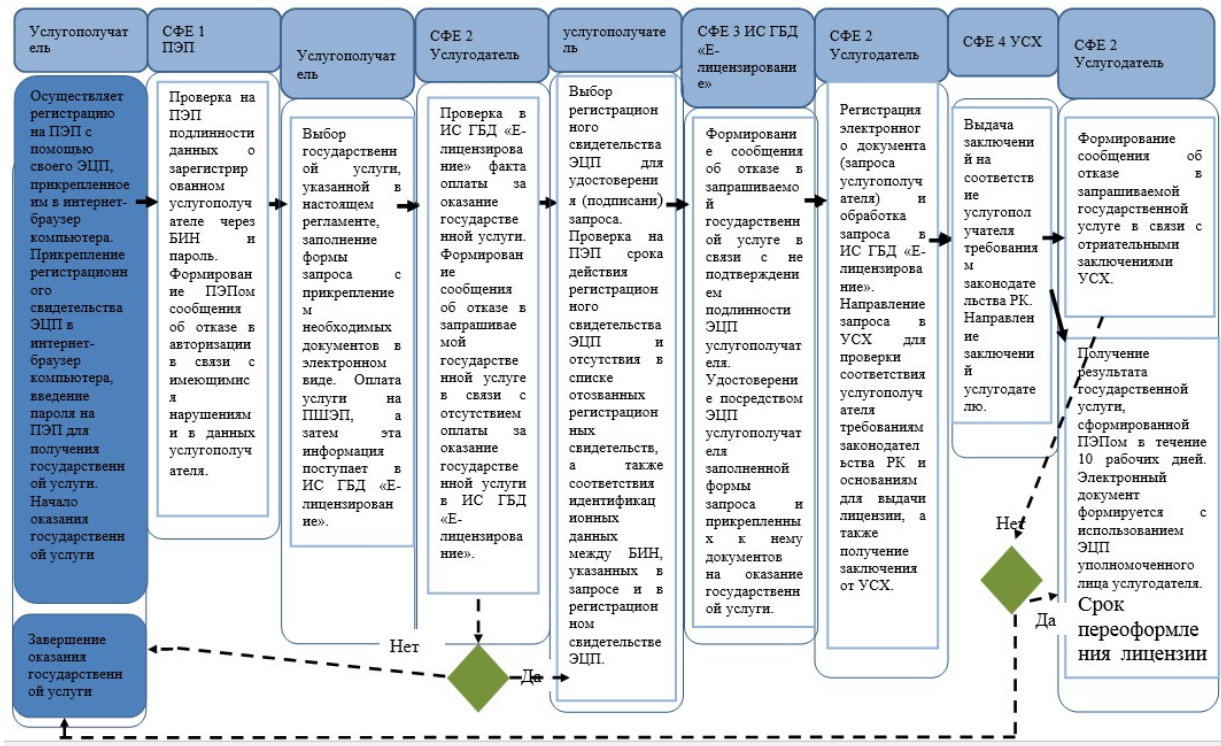 Услугополучат
ель
Осуществляет
регистрацию
на ПЭП с
помощью
своего ЭЦП,
прикрепленное
им в интернет-
браузер
компьютера.
Прикрепление
регистрационн
ого
свидетельства
ЭЦП в
интернет-
браузер
компьютера,
введение
пароля на
ПЭП для
получения
государственн
ой услуги.
Начало
оказания
государственн
ой услуги
Завершение
оказания
государственн
ой услуги
СФЕ 1
ПЭП
Проверка на
ПЭП
подлинности
данных о
зарегистрир
ованном
услугополуч
ателе через
БИН и
пароль.
Формирован
ие ПЭПом
сообщения
об отказе в
авторизации
в связи с
имеющимис
я
нарушениям
и в данных
услугополуч
ателя.
Услугополучат
ель
Выбор
государственн
ой услуги,
указанной в
настоящем
регламенте,
заполнение
формы
запроса с
прикрепление
м
необходимых
документов в
электронном
виде. Оплата
услуги на
ПШЭП, а
затем эта
информация
поступает в
ИС ГБД «Е-
лицензирован
ие».
СФЕ 2
Услугодатель
Проверка в
ИС ГБД «Е-
лицензирова
ние» факта
оплаты за
оказание
государстве
нной услуги.
Формирован
ие
сообщения
об отказе в
запрашивае
мой
государстве
нной услуге
в связи с
отсутствием
оплаты за
оказание
государстве
нной услуги
в ИС ГБД
«Е-
лицензирова
ние».
Нет
Да
услугополучате
ль
Выбор
регистрацион
ного
свидетельства
ЭЦП для
удостоверени
я (подписани)
запроса.
Проверка на
ПЭП срока
действия
регистрацион
ного
свидетельства
ЭЦП и
отсутствия в
списке
отозванных
регистрацион
ных
свидетельств,
а также
соответствия
идентификац
ионных
данных
между БИН,
указанных в
запросе и в
регистрацион
ном
свидетельстве
ЭЦП.
СФЕ 3 ИС ГБД
«Е-
лицензировани
е»
Формировани
е сообщения
об отказе в
запрашиваемо
й
государственн
ой услуге в
связи с не
подтверждени
ем
подлинности
ЭЦП
услугополучат
еля.
Удостоверени
е посредством
ЭЦП
услугополучат
еля
заполненной
формы
запроса и
прикрепленны
х к нему
документов
на оказание
государственн
ой услуги.
СФЕ 2
Услугодатель
Регистрация
электронног
о документа
(запроса
услугополуч
ателя) и
обработка
запроса в
ИС ГБД «Е-
лицензирова
ние».
Направление
запроса в
УСХ для
проверки
соответствия
услугополуч
ателя
требованиям
законодатель
ства РК и
основаниям
для выдачи
лицензии, а
также
получение
заключения
от УСХ.
СФЕ 4 УСХ
Выдача
заключени
й на
соответств
ие
услугопол
учателя
требования
м
законодате
льства РК.
Направлен
ие
заключени
й
услугодате
лю.
СФЕ 2
Услугодатель
Формирование
сообщения об
отказе в
запрашиваемой
государственной
услуге в связи с
отриательными
заключениями
УСХ.
Получение
результата
государственной
услуги,
сформированной
ПЭПом в течение
10 рабочих дней.
Электронный
документ
формируется с
использованием
ЭЦП
уполномоченного
лица услугодателя.
Срок
переоформле
ния лицензии
Нет
Да